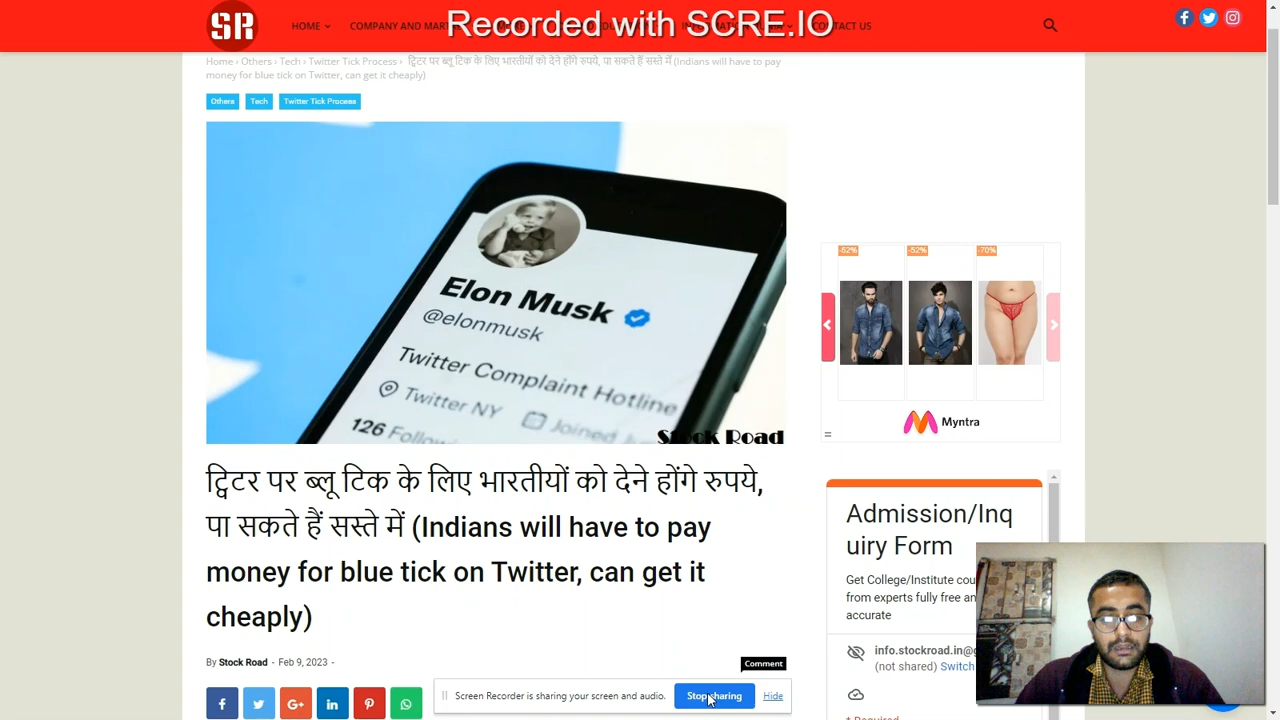 SR
HOME
COMPANY AND MART
Recorded with SCRE.IO
CONTACT US
Home › Others › Tech › Twitter Tick Process › ट्विटर पर ब्लू टिक के लिए भारतीयों को देने होंगे रुपये, पा सकते हैं सस्ते में (Indians will have to pay
money for blue tick on Twitter, can get it cheaply)
Others Tech Twitter Tick Process
Elon Musk
@elonmusk
Twitter Complaint Hotline
Twitter NY Joined
126 Follow
Stock Road
-52% -52% -70%
Myntra
ट्विटर पर ब्लू टिक के लिए भारतीयों को देने होंगे रुपये,
पा सकते हैं सस्ते में (Indians will have to pay
money for blue tick on Twitter, can get it
cheaply)
By Stock Road - Feb 9, 2023 -
Comment
Admission/Inq
uiry Form
Get College/Institute cou
from experts fully free an
accurate
info.stockroad.in@g
(not shared) Switch
* Required
Screen Recorder is sharing your screen and audio. Stop sharing Hide